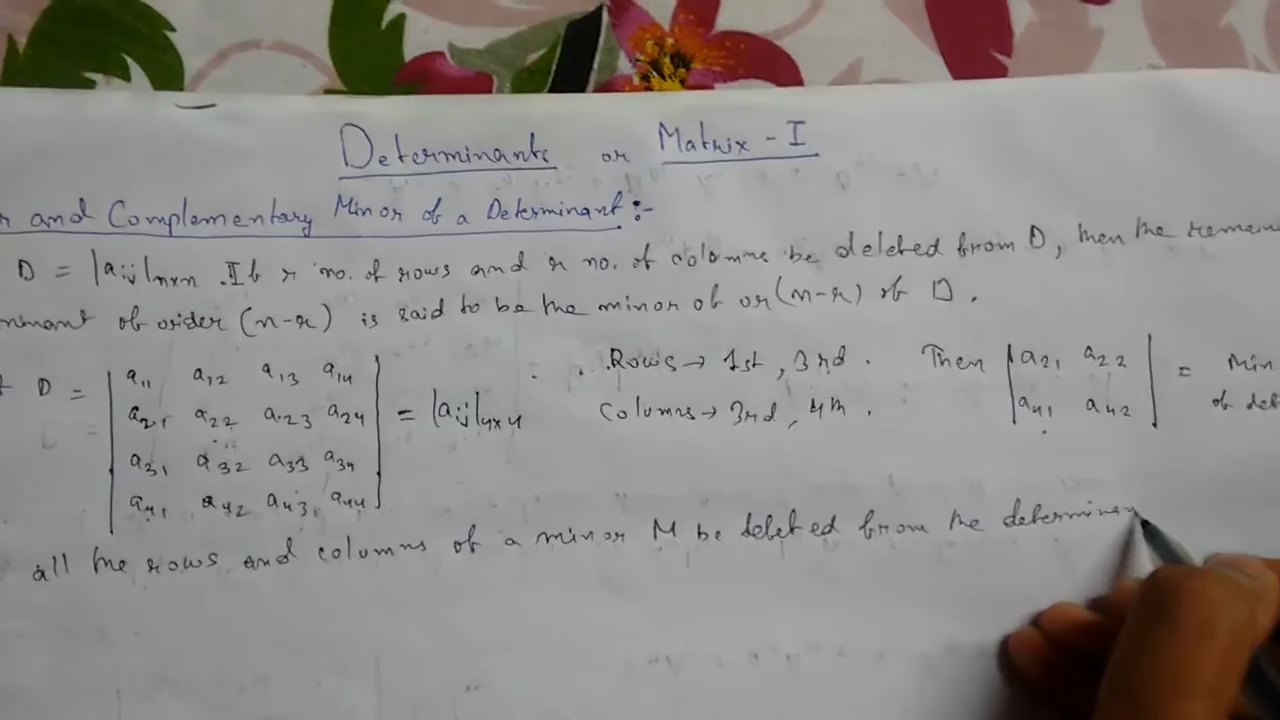 Determinants or Matrix - I
r and Complementary Minor of a Determinant :-
D = |aij|n×n . If r no. of rows and r no. of columns be deleted from D, then the remain
minant of order (n-r) is said to be the minor of or (n-r) of D .
D = | a11 a12 a13 a14 | = |aij|4×4 Rows → 1st , 3rd . Then | a21 a22 | = Min
| a21 a22 a23 a24 | Columns → 3rd , 4th . | a41 a42 | of det
| a31 a32 a33 a34 |
| a41 a42 a43 a44 |
all the rows and columns of a minor M be deleted from the determinan